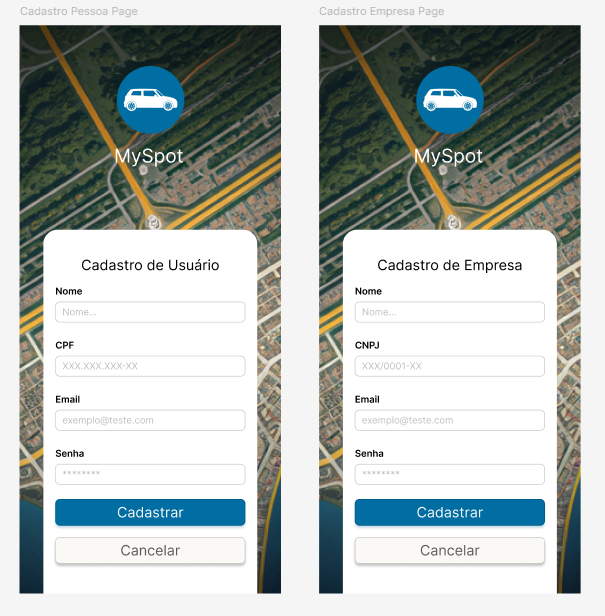 Cadastro Pessoa Page
MySpot
Cadastro de Usuário
Nome
Nome...
CPF
XXX.XXX.XXX-XX
Email
exemplo@teste.com
Senha
********
Cadastrar
Cancelar
Cadastro Empresa Page
MySpot
Cadastro de Empresa
Nome
Nome...
CNPJ
XXX/0001-XX
Email
exemplo@teste.com
Senha
********
Cadastrar
Cancelar